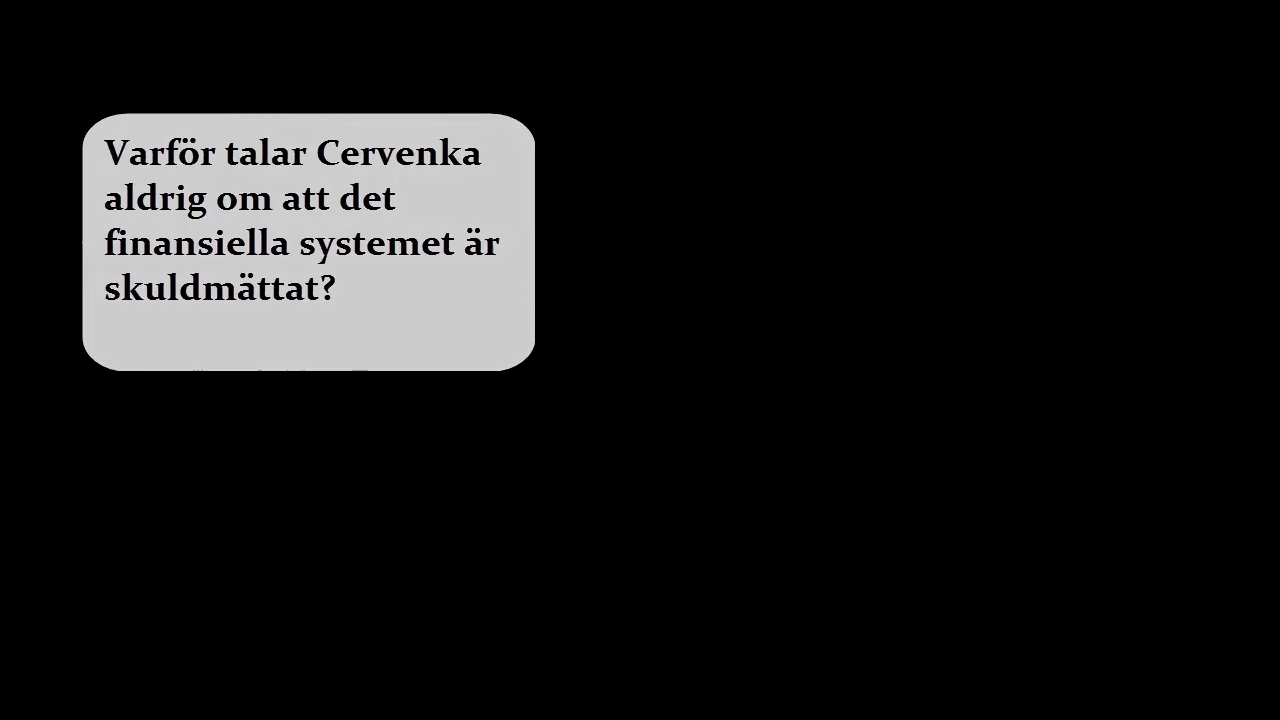 Varför talar Cervenka
aldrig om att det
finansiella systemet är
skuldmättat?